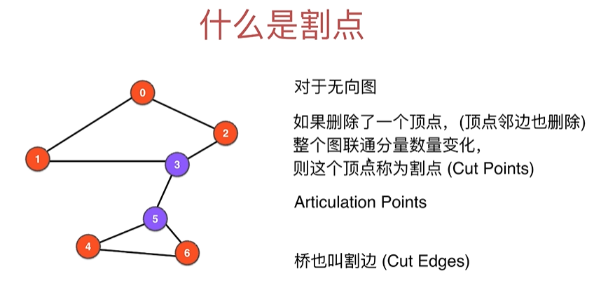 什么是割点
对于无向图
如果删除了一个顶点，(顶点邻边也删除)
整个图联通分量数量变化，
则这个顶点称为割点 (Cut Points)
Articulation Points
桥也叫割边 (Cut Edges)
0
2
1
3
5
4
6